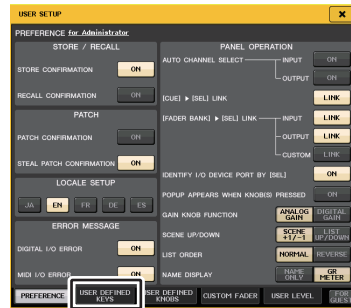 USER SETUP
PREFERENCE for Administrator
STORE / RECALL
STORE CONFIRMATION ON
RECALL CONFIRMATION ON
PATCH
PATCH CONFIRMATION ON
STEAL PATCH CONFIRMATION ON
LOCALE SETUP
JA EN FR DE ES
ERROR MESSAGE
DIGITAL I/O ERROR ON
MIDI I/O ERROR ON
PANEL OPERATION
AUTO CHANNEL SELECT INPUT ON
OUTPUT ON
[CUE] ▶ [SEL] LINK LINK
[FADER BANK] ▶ [SEL] LINK INPUT LINK
OUTPUT LINK
CUSTOM LINK
IDENTIFY I/O DEVICE PORT BY [SEL] ON
POPUP APPEARS WHEN KNOB(S) PRESSED ON
GAIN KNOB FUNCTION ANALOG GAIN DIGITAL GAIN
SCENE UP/DOWN SCENE +1/-1 LIST UP/DOWN
LIST ORDER NORMAL REVERSE
NAME DISPLAY NAME ONLY GR METER
PREFERENCE USER DEFINED KEYS USER DEFINED KNOBS CUSTOM FADER USER LEVEL FOR GUEST